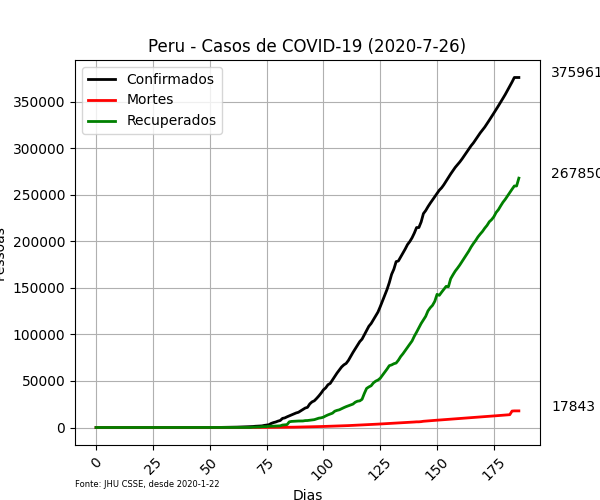 Peru - Casos de COVID-19 (2020-7-26)
Confirmados
Mortes
Recuperados
375961
267850
17843
350000
300000
250000
200000
150000
100000
50000
0
Pessoas
0
25
50
75
100
125
150
175
Dias
Fonte: JHU CSSE, desde 2020-1-22